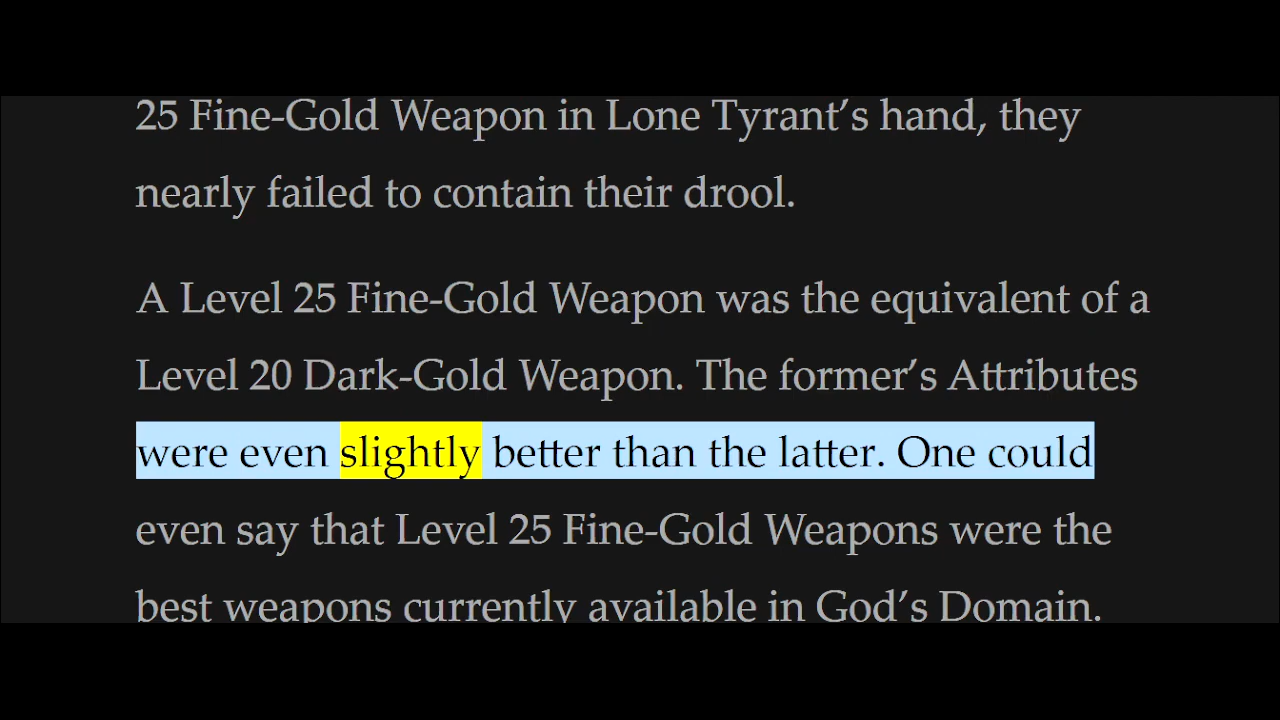 25 Fine-Gold Weapon in Lone Tyrant’s hand, they
nearly failed to contain their drool.
A Level 25 Fine-Gold Weapon was the equivalent of a
Level 20 Dark-Gold Weapon. The former’s Attributes
were even slightly better than the latter. One could
even say that Level 25 Fine-Gold Weapons were the
best weapons currently available in God’s Domain.